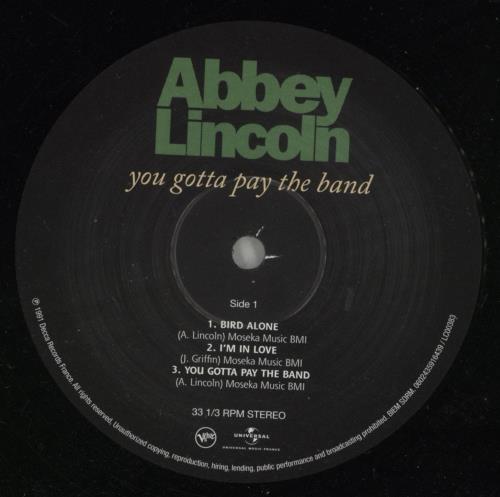 Abbey
Lincoln
you gotta pay the band
Side 1
1. BIRD ALONE
(A. Lincoln) Moseka Music BMI
2. I'M IN LOVE
(J. Griffin) Moseka Music BMI
3. YOU GOTTA PAY THE BAND
(A. Lincoln) Moseka Music BMI
33 1/3 RPM STEREO
Verve
UNIVERSAL
UNIVERSAL MUSIC FRANCE
℗ 1991 Decca Records France. All rights reserved. Unauthorized copying, reproduction, hiring, lending, public performance and broadcasting prohibited. BIEM SDRM. 0602435916439 / LC00383